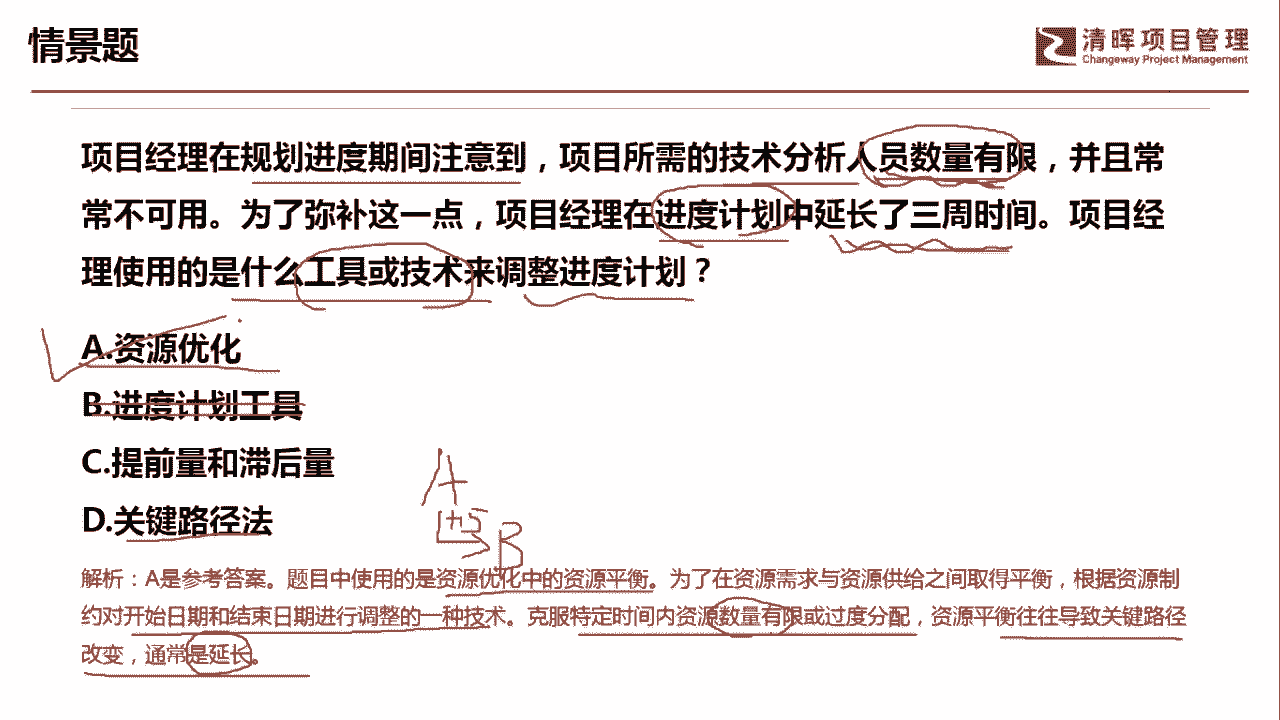 情景题
清晖项目管理
Changeway Project Management
项目经理在规划进度期间注意到，项目所需的技术分析人员数量有限，并且常
常不可用。为了弥补这一点，项目经理在进度计划中延长了三周时间。项目经
理使用的是什么工具或技术来调整进度计划？
A.资源优化
B.进度计划工具
C.提前量和滞后量
D.关键路径法
A
+5
B
解析：A是参考答案。题目中使用的是资源优化中的资源平衡。为了在资源需求与资源供给之间取得平衡，根据资源制
约对开始日期和结束日期进行调整的一种技术。克服特定时间内资源数量有限或过度分配，资源平衡往往导致关键路径
改变，通常是延长。